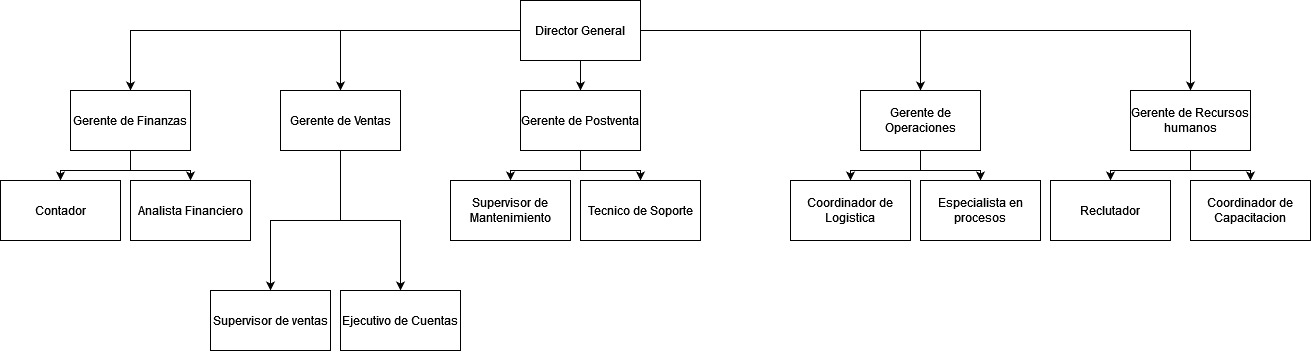 Director General
Gerente de Finanzas
Gerente de Ventas
Gerente de Postventa
Gerente de
Operaciones
Gerente de Recursos
humanos
Contador
Analista Financiero
Supervisor de
Mantenimiento
Tecnico de Soporte
Coordinador de
Logistica
Especialista en
procesos
Reclutador
Coordinador de
Capacitacion
Supervisor de ventas
Ejecutivo de Cuentas